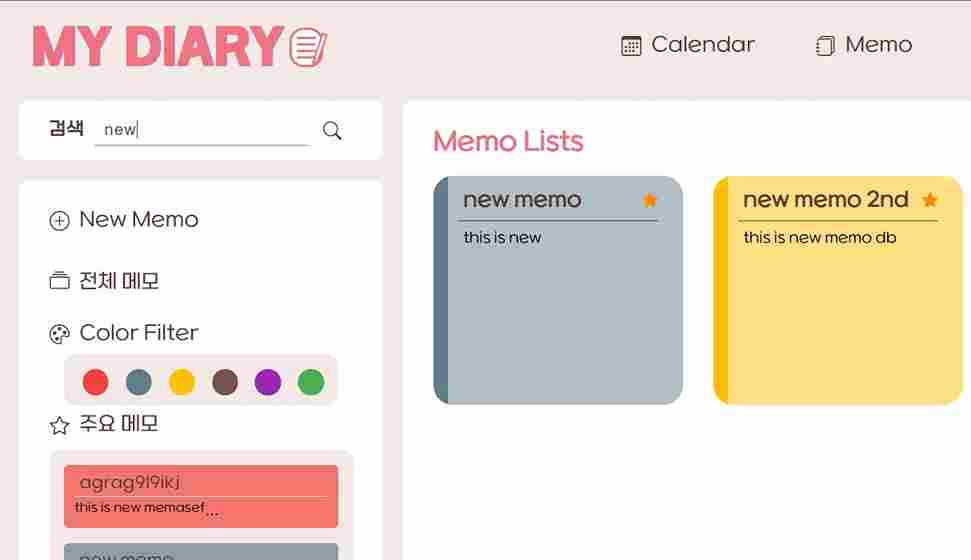 MY DIARY
Calendar
Memo
검색
new
New Memo
전체 메모
Color Filter
주요 메모
agrag9l9ikj
this is new memasef...
new memo
Memo Lists
new memo
this is new
new memo 2nd
this is new memo db